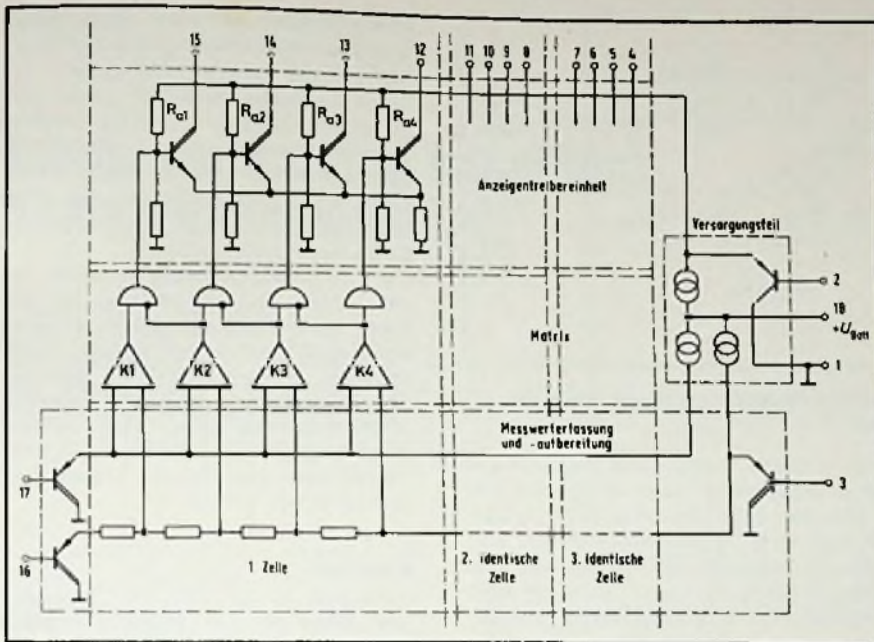 15 14 13 12 11 10 9 8 7 6 5 4
Ra1 Ra2 Ra3 Ra4
Anzeigentreibereinheit
Versorgungsteil
2
18
+UBatt
1
Matrix
K1 K2 K3 K4
Messwerterfassung
und -aufbereitung
17
3
16
1 Zelle
2. identische
Zelle
3. identische
Zelle